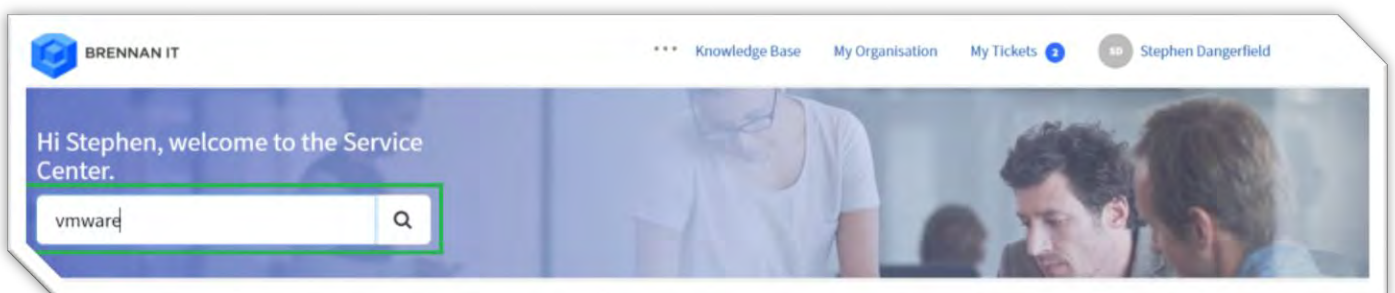 BRENNAN IT
••• Knowledge Base My Organisation My Tickets 2 SD Stephen Dangerfield
Hi Stephen, welcome to the Service
Center.
vmware